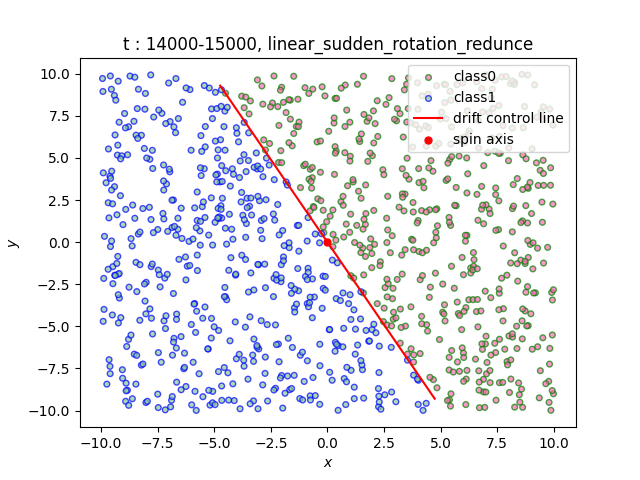 t : 14000-15000, linear_sudden_rotation_redunce
class0
class1
drift control line
spin axis
10.0
7.5
5.0
2.5
0.0
−2.5
−5.0
−7.5
−10.0
y
−10.0 −7.5 −5.0 −2.5 0.0 2.5 5.0 7.5 10.0
x